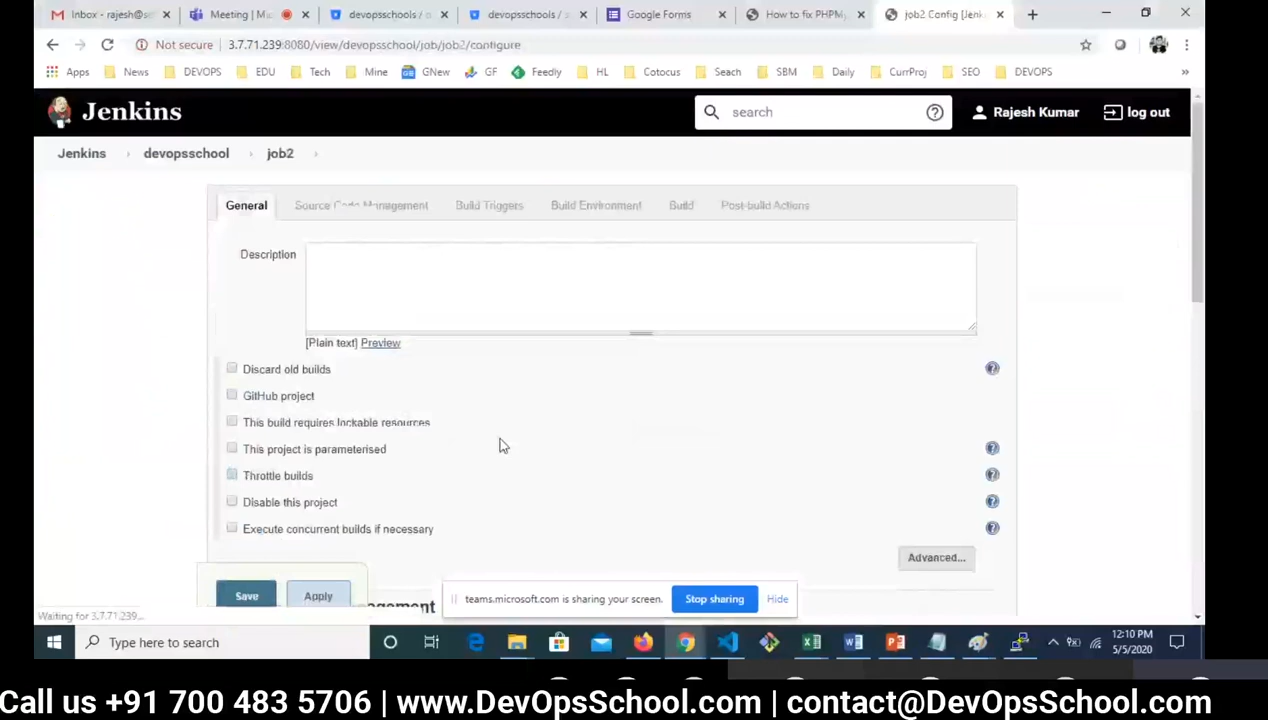 Inbox - rajesh@se
Meeting | Mi
devopsschools / o
devopsschools / s
Google Forms
How to fix PHPM
job2 Config [Jenk
Not secure
3.7.71.239:8080/view/devopsschool/job/job2/configure
Apps
News
DEVOPS
EDU
Tech
Mine
GNew
GF
Feedly
HL
Cotocus
Seach
SBM
Daily
CurrProj
SEO
DEVOPS
»
Jenkins
search
Rajesh Kumar
log out
Jenkins
devopsschool
job2
General
Source Code Management
Build Triggers
Build Environment
Build
Post-build Actions
Description
[Plain text] Preview
Discard old builds
GitHub project
This build requires lockable resources
This project is parameterised
Throttle builds
Disable this project
Execute concurrent builds if necessary
Advanced...
Save
Apply
agement
teams.microsoft.com is sharing your screen.
Stop sharing
Hide
Waiting for 3.7.71.239...
Type here to search
12:10 PM
5/5/2020
Call us +91 700 483 5706 | www.DevOpsSchool.com | contact@DevOpsSchool.com